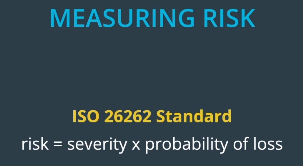 MEASURING RISK
ISO 26262 Standard
risk = severity x probability of loss